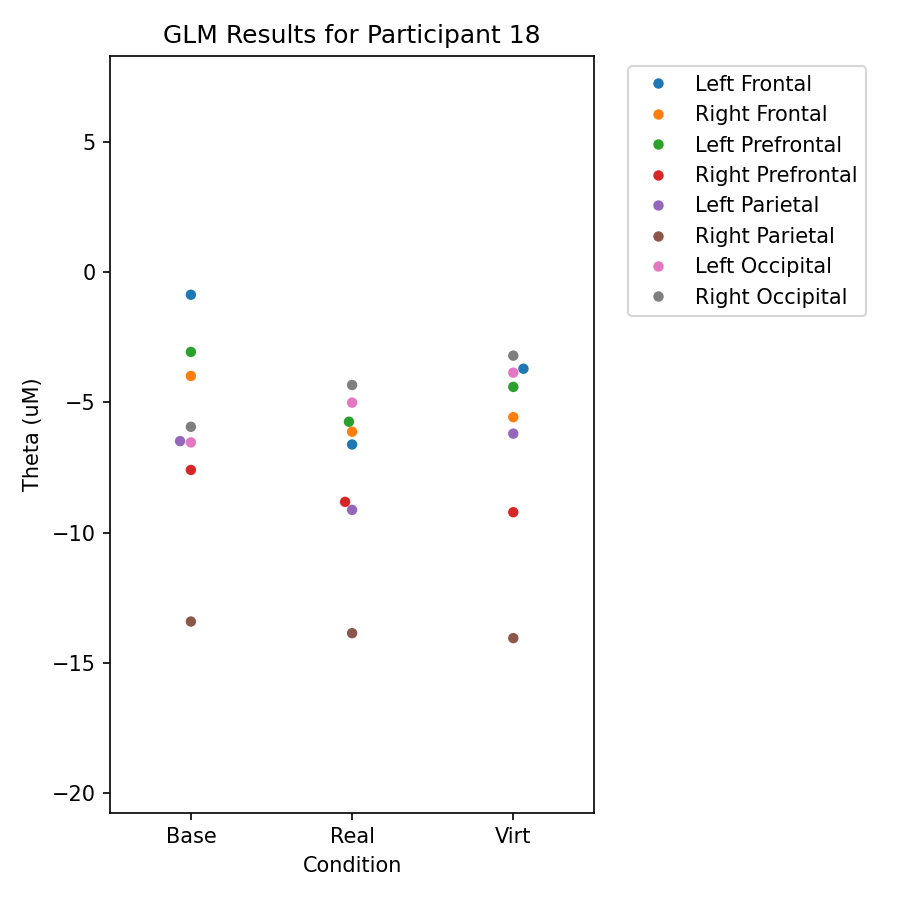 GLM Results for Participant 18
Left Frontal
Right Frontal
Left Prefrontal
Right Prefrontal
Left Parietal
Right Parietal
Left Occipital
Right Occipital
5
0
−5
−10
−15
−20
Theta (uM)
Base Real Virt
Condition